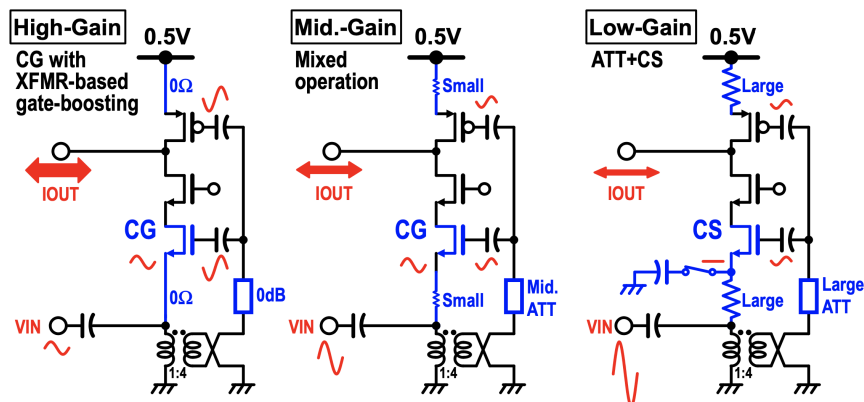 High-Gain
CG with
XFMR-based
gate-boosting
0.5V
0Ω
IOUT
CG
0Ω
0dB
VIN
1:4
Mid.-Gain
Mixed
operation
0.5V
Small
IOUT
CG
Small
Mid.
ATT
VIN
1:4
Low-Gain
ATT+CS
0.5V
Large
IOUT
CS
Large
Large
ATT
VIN
1:4